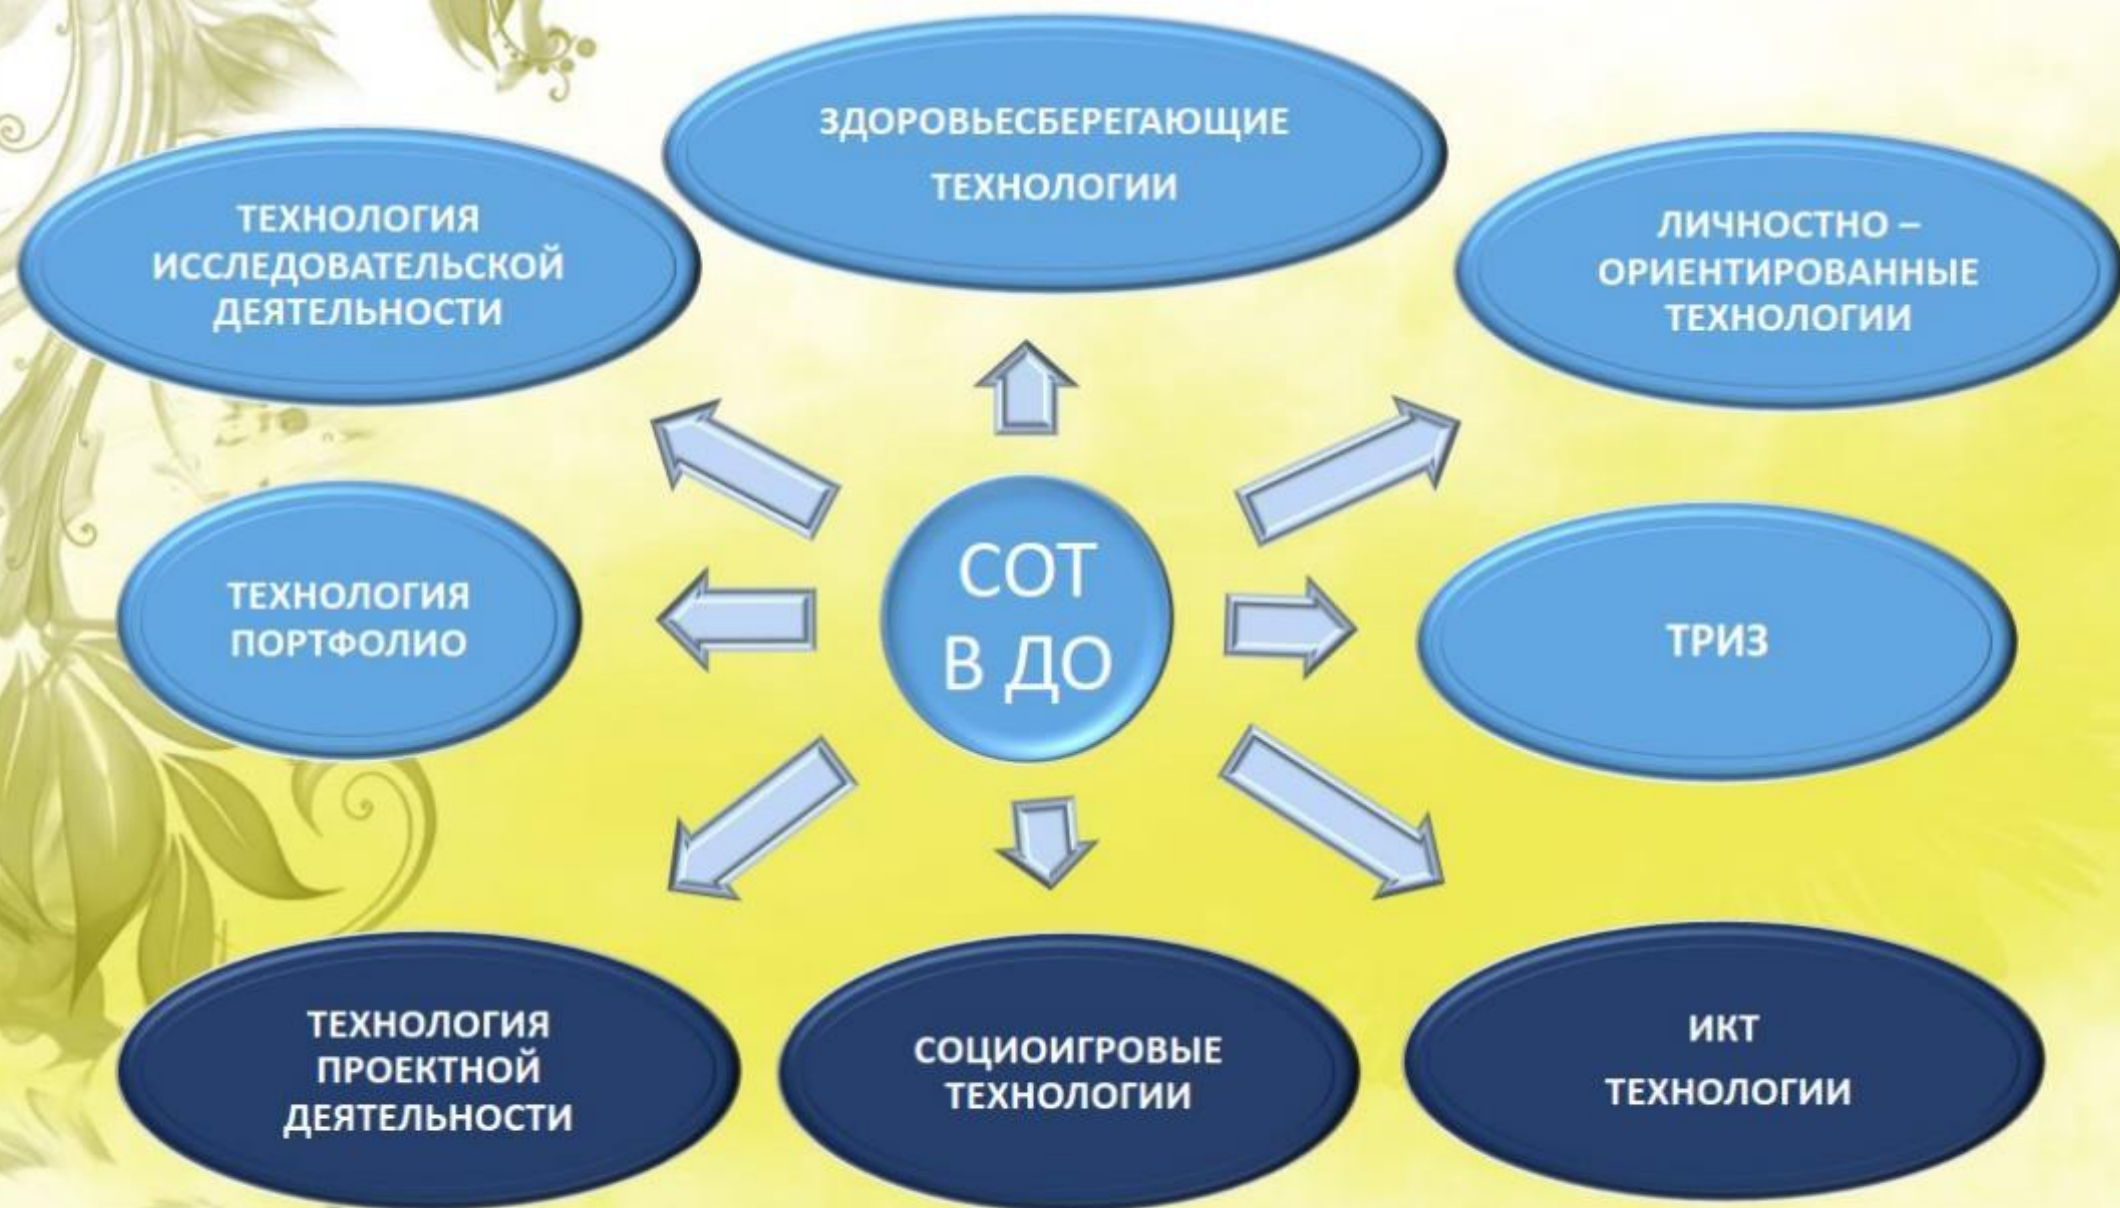 ЗДОРОВЬЕСБЕРЕГАЮЩИЕ
ТЕХНОЛОГИИ
ТЕХНОЛОГИЯ
ИССЛЕДОВАТЕЛЬСКОЙ
ДЕЯТЕЛЬНОСТИ
ЛИЧНОСТНО –
ОРИЕНТИРОВАННЫЕ
ТЕХНОЛОГИИ
ТЕХНОЛОГИЯ
ПОРТФОЛИО
СОТ
В ДО
ТРИЗ
ТЕХНОЛОГИЯ
ПРОЕКТНОЙ
ДЕЯТЕЛЬНОСТИ
СОЦИОИГРОВЫЕ
ТЕХНОЛОГИИ
ИКТ
ТЕХНОЛОГИИ